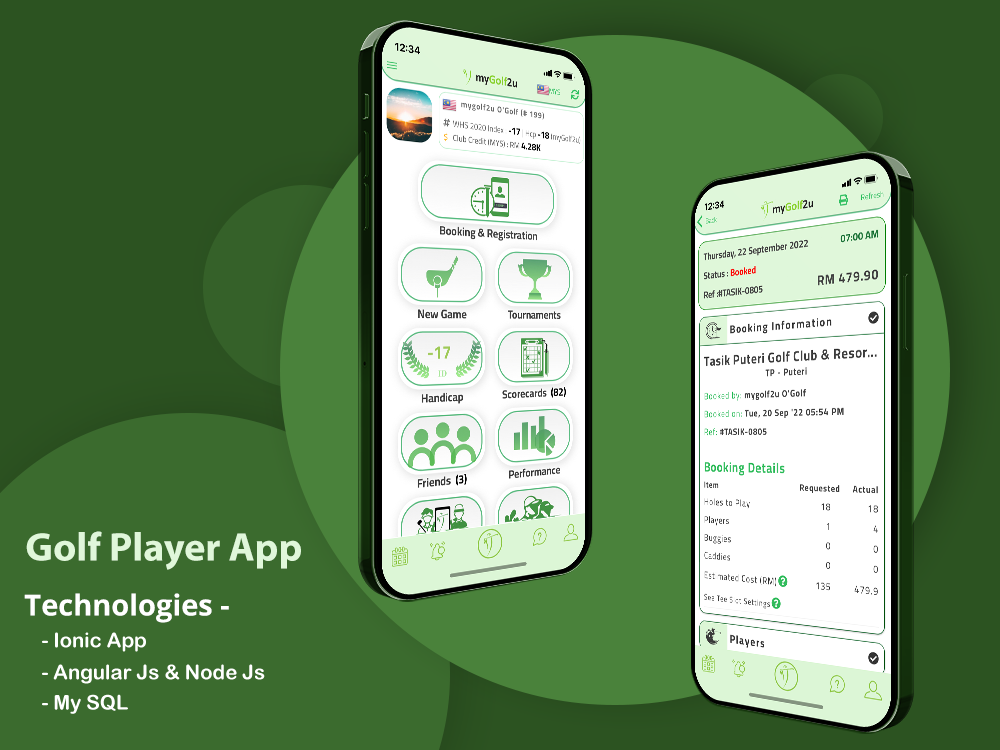 12:34
myGolf2u
MYS
mygolf2u O'Golf (# 199)
# WHS 2020 Index -17 | Hcp -18 (myGolf2u)
$ Club Credit (MYS) : RM 4.28K
Booking & Registration
New Game
Tournaments
-17
ID
Handicap
Scorecards (82)
Friends (3)
Performance
12:34
Back
myGolf2u
Refresh
Thursday, 22 September 2022
07:00 AM
Status : Booked
Ref :#TASIK-0805
RM 479.90
Booking Information
Tasik Puteri Golf Club & Resor...
TP - Puteri
Booked by: mygolf2u O'Golf
Booked on: Tue, 20 Sep '22 05:54 PM
Ref: #TASIK-0805
Booking Details
Item Requested Actual
Holes to Play 18 18
Players 1 4
Buggies 0 0
Caddies 0 0
Estimated Cost (RM) ? 135 479.9
See Tee Slot Settings ?
Players
Golf Player App
Technologies -
- Ionic App
- Angular Js & Node Js
- My SQL